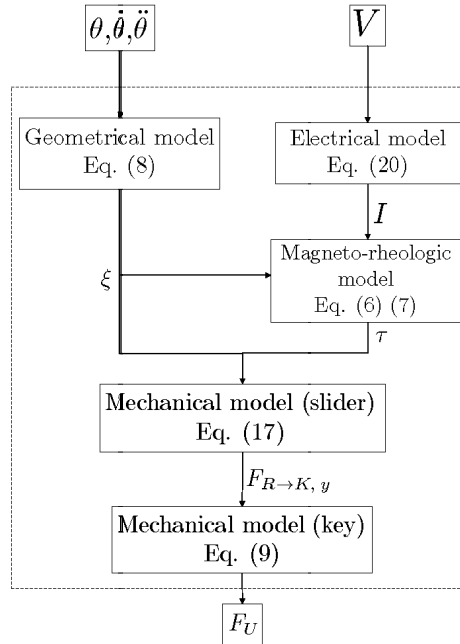 θ,θ̇,θ̈
V
Geometrical model
Eq. (8)
Electrical model
Eq. (20)
I
Magneto-rheologic
model
Eq. (6) (7)
ξ
τ
Mechanical model (slider)
Eq. (17)
F_{R→K, y}
Mechanical model (key)
Eq. (9)
F_U